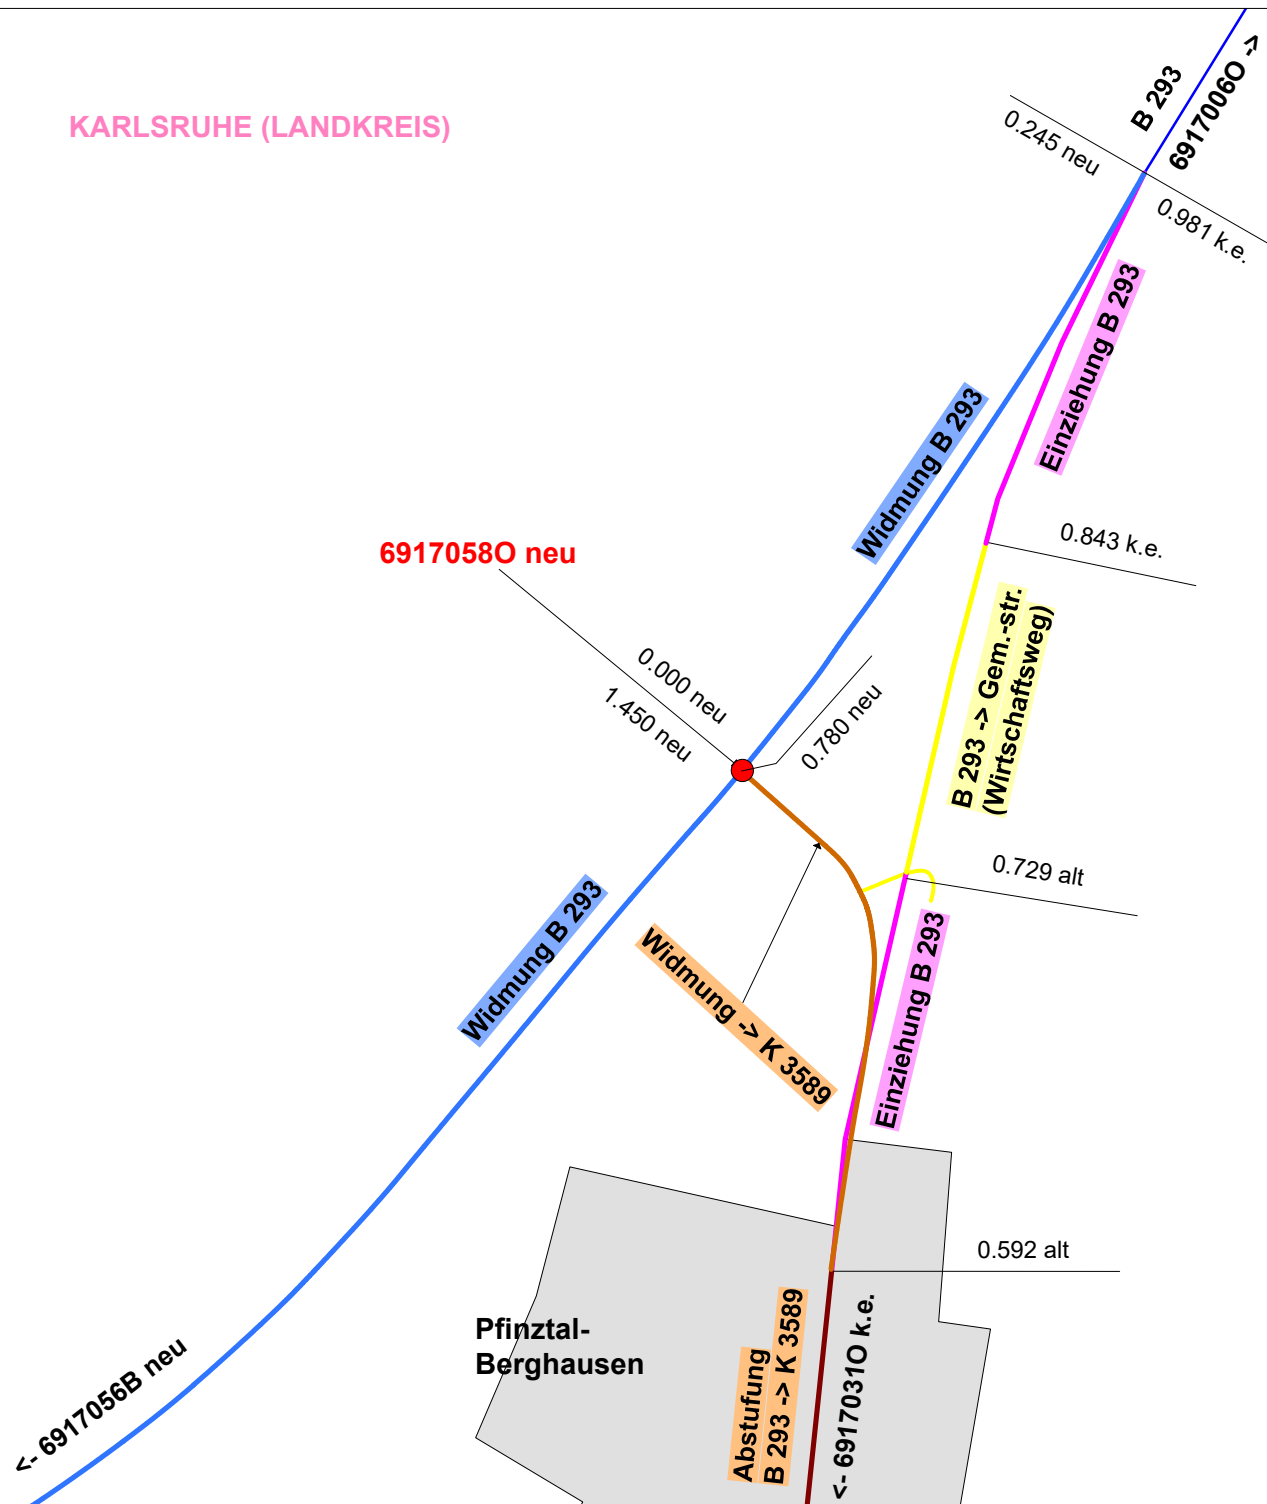 B 293
6917006O ->
KARLSRUHE (LANDKREIS)
0.245 neu
0.981 k.e.
Einziehung B 293
Widmung B 293
6917058O neu
0.843 k.e.
B 293 -> Gem.-str.
(Wirtschaftsweg)
0.000 neu
1.450 neu
0.780 neu
0.729 alt
Widmung B 293
Widmung -> K 3589
Einziehung B 293
0.592 alt
Pfinztal-
Berghausen
Abstufung
B 293 -> K 3589
<- 6917031O k.e.
<- 6917056B neu